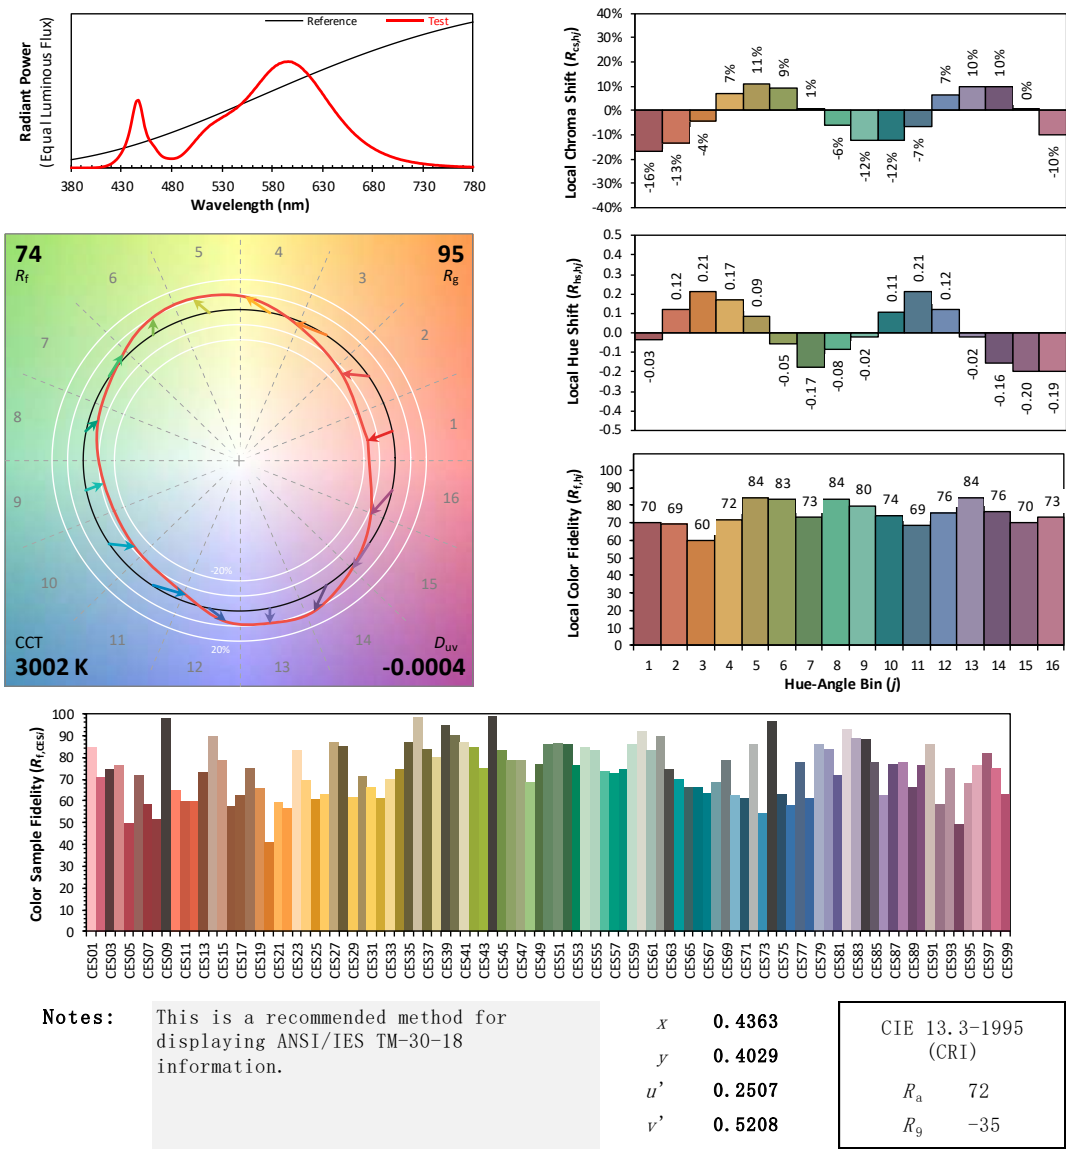 Reference
Test
Radiant Power
(Equal Luminous Flux)
380 430 480 530 580 630 680 730 780
Wavelength (nm)
Local Chroma Shift (Rcs,hj)
40%
30%
20%
10%
0%
-10%
-20%
-30%
-40%
-16% -13% -4% 7% 11% 9% 1% -6% -12% -12% -7% 7% 10% 10% 0% -10%
74
Rf
95
Rg
1 2 3 4 5 6 7 8 9 10 11 12 13 14 15 16
-20%
20%
CCT
3002 K
Duv
-0.0004
Local Hue Shift (Rhs,hj)
0.5
0.4
0.3
0.2
0.1
0.0
-0.1
-0.2
-0.3
-0.4
-0.5
-0.03 0.12 0.21 0.17 0.09 -0.05 -0.17 -0.08 -0.02 0.11 0.21 0.12 -0.02 -0.16 -0.20 -0.19
Local Color Fidelity (Rf,hj)
100
90
80
70
60
50
40
30
20
10
0
70 69 60 72 84 83 73 84 80 74 69 76 84 76 70 73
1 2 3 4 5 6 7 8 9 10 11 12 13 14 15 16
Hue-Angle Bin (j)
Color Sample Fidelity (Rf,CESi)
100
90
80
70
60
50
40
30
20
10
0
CES01 CES03 CES05 CES07 CES09 CES11 CES13 CES15 CES17 CES19 CES21 CES23 CES25 CES27 CES29 CES31 CES33 CES35 CES37 CES39 CES41 CES43 CES45 CES47 CES49 CES51 CES53 CES55 CES57 CES59 CES61 CES63 CES65 CES67 CES69 CES71 CES73 CES75 CES77 CES79 CES81 CES83 CES85 CES87 CES89 CES91 CES93 CES95 CES97 CES99
Notes:
This is a recommended method for
displaying ANSI/IES TM-30-18
information.
x 0.4363
y 0.4029
u' 0.2507
v' 0.5208
CIE 13.3-1995
(CRI)
Ra 72
R9 -35